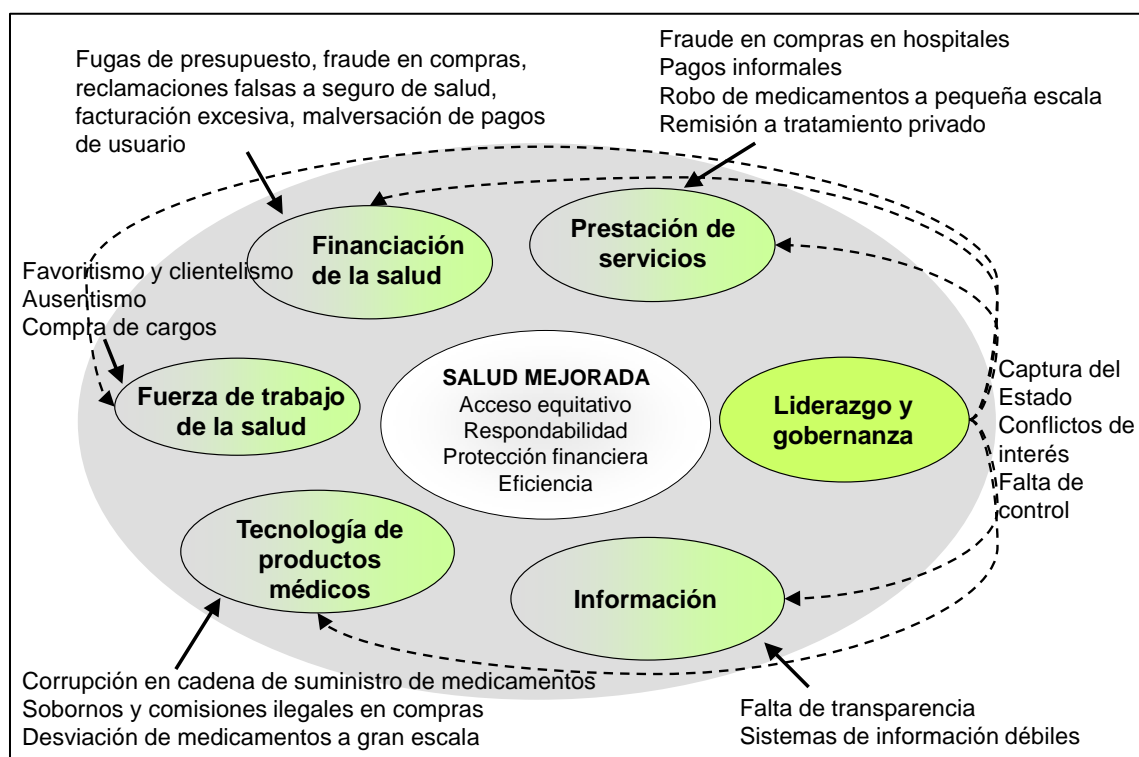 Fugas de presupuesto, fraude en compras,
reclamaciones falsas a seguro de salud,
facturación excesiva, malversación de pagos
de usuario
Fraude en compras en hospitales
Pagos informales
Robo de medicamentos a pequeña escala
Remisión a tratamiento privado
Financiación
de la salud
Prestación de
servicios
Favoritismo y clientelismo
Ausentismo
Compra de cargos
Fuerza de trabajo
de la salud
SALUD MEJORADA
Acceso equitativo
Respondabilidad
Protección financiera
Eficiencia
Liderazgo y
gobernanza
Captura del
Estado
Conflictos de
interés
Falta de
control
Tecnología de
productos
médicos
Información
Corrupción en cadena de suministro de medicamentos
Sobornos y comisiones ilegales en compras
Desviación de medicamentos a gran escala
Falta de transparencia
Sistemas de información débiles